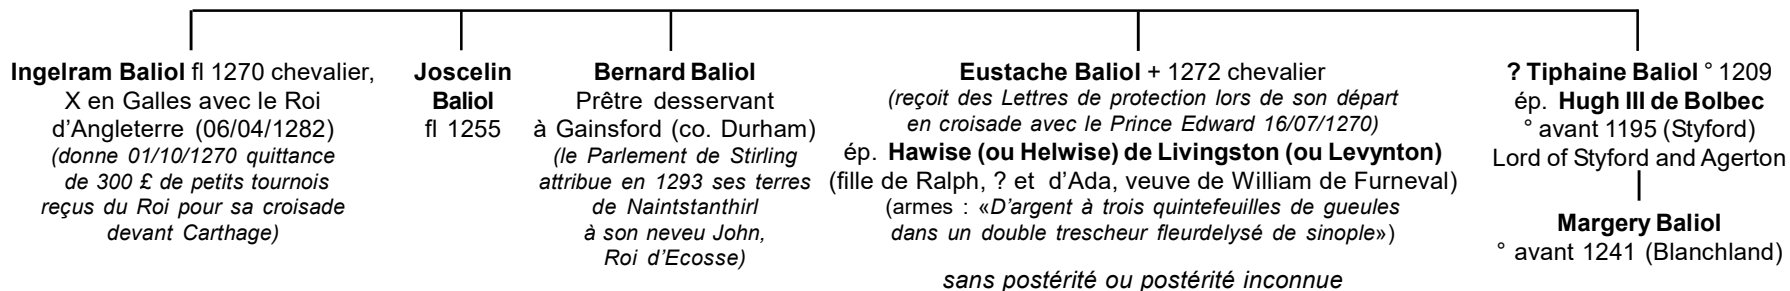 Ingelram Baliol fl 1270 chevalier,
X en Galles avec le Roi
d'Angleterre (06/04/1282)
(donne 01/10/1270 quittance
de 300 £ de petits tournois
reçus du Roi pour sa croisade
devant Carthage)
Joscelin
Baliol
fl 1255
Bernard Baliol
Prêtre desservant
à Gainsford (co. Durham)
(le Parlement de Stirling
attribue en 1293 ses terres
de Naintstanthirl
à son neveu John,
Roi d'Ecosse)
Eustache Baliol + 1272 chevalier
(reçoit des Lettres de protection lors de son départ
en croisade avec le Prince Edward 16/07/1270)
ép. Hawise (ou Helwise) de Livingston (ou Levynton)
(fille de Ralph, ? et d'Ada, veuve de William de Furneval)
(armes : «D'argent à trois quintefeuilles de gueules
dans un double trescheur fleurdelysé de sinople»)
sans postérité ou postérité inconnue
? Tiphaine Baliol ° 1209
ép. Hugh III de Bolbec
° avant 1195 (Styford)
Lord of Styford and Agerton
Margery Baliol
° avant 1241 (Blanchland)